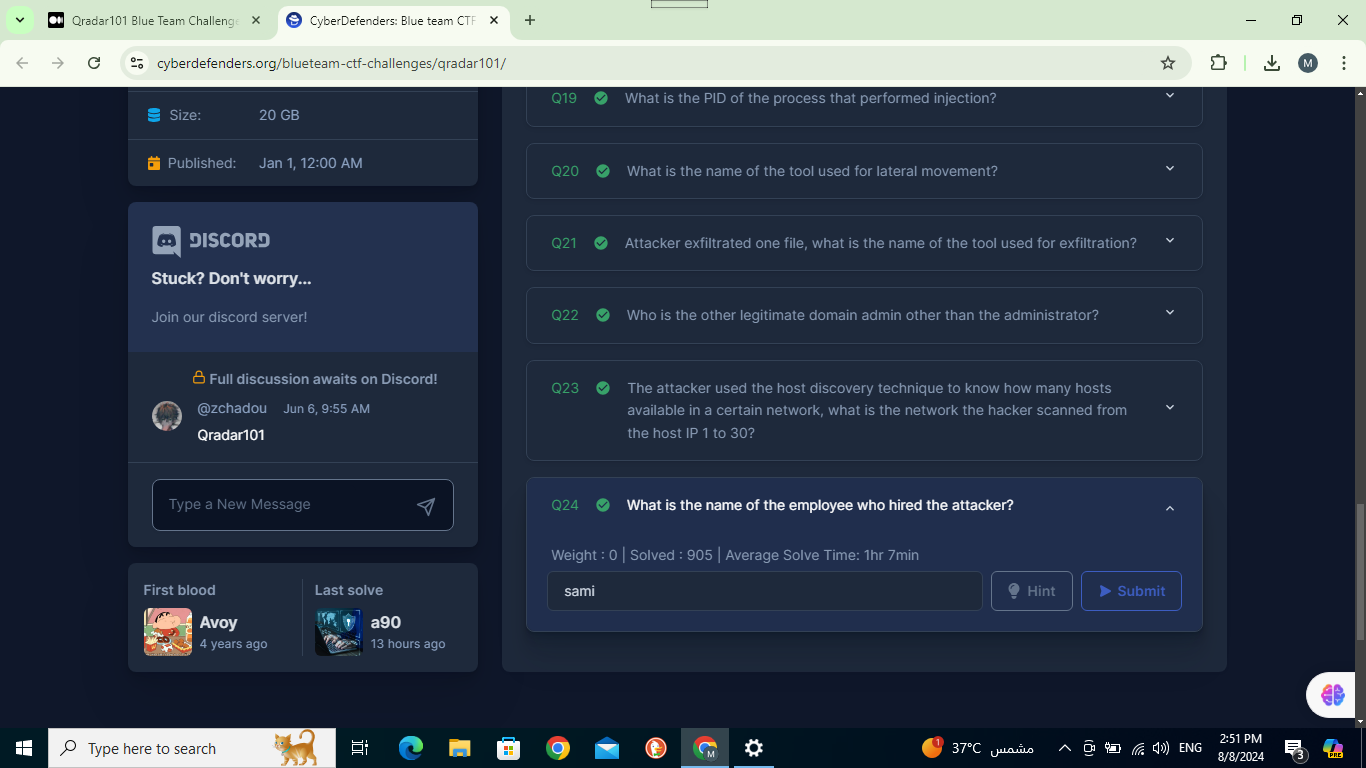 Qradar101 Blue Team Challenge
CyberDefenders: Blue team CTF
cyberdefenders.org/blueteam-ctf-challenges/qradar101/
M
Size: 20 GB
Published: Jan 1, 12:00 AM
DISCORD
Stuck? Don't worry...
Join our discord server!
Full discussion awaits on Discord!
@zchadou Jun 6, 9:55 AM
Qradar101
Type a New Message
First blood
Avoy
4 years ago
Last solve
a90
13 hours ago
Q19 What is the PID of the process that performed injection?
Q20 What is the name of the tool used for lateral movement?
Q21 Attacker exfiltrated one file, what is the name of the tool used for exfiltration?
Q22 Who is the other legitimate domain admin other than the administrator?
Q23 The attacker used the host discovery technique to know how many hosts
available in a certain network, what is the network the hacker scanned from
the host IP 1 to 30?
Q24 What is the name of the employee who hired the attacker?
Weight : 0 | Solved : 905 | Average Solve Time: 1hr 7min
sami Hint Submit
Type here to search
M
1
37°C مشمس
ENG
2:51 PM
8/8/2024
3
PRE